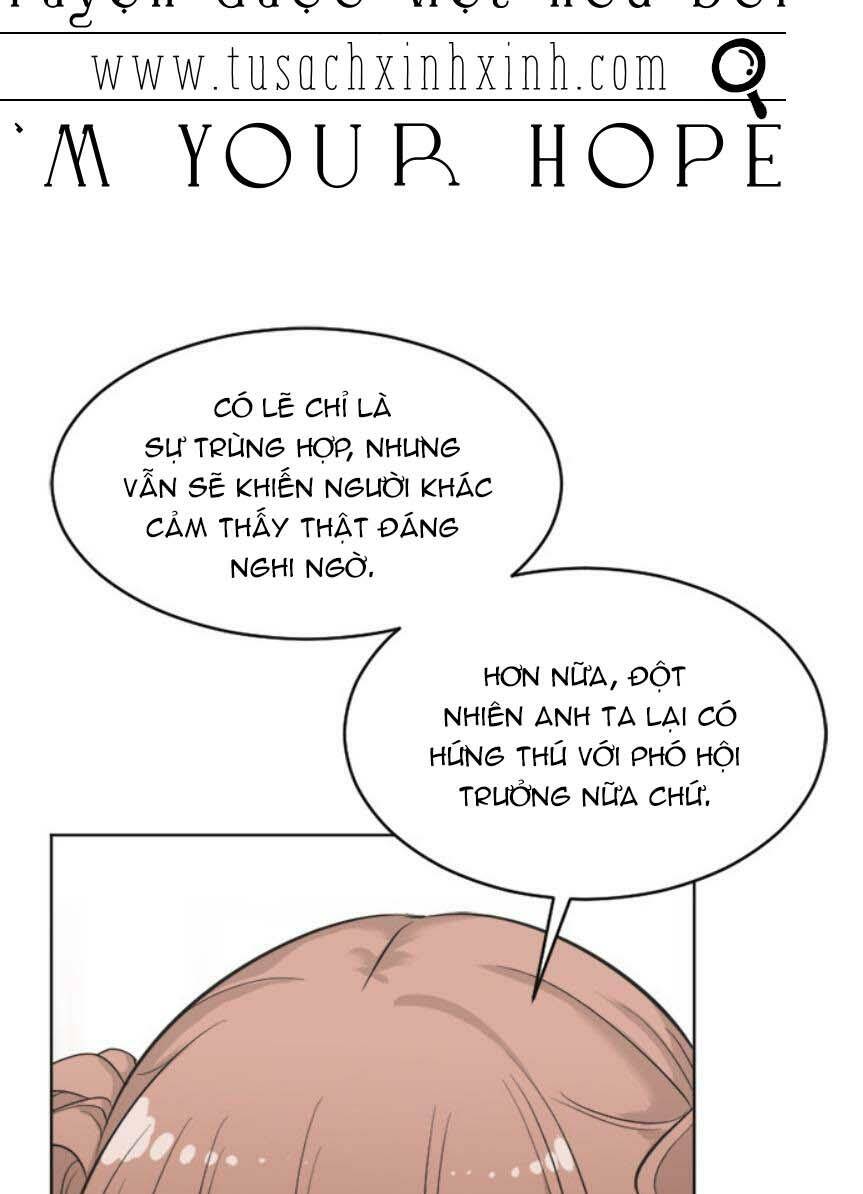 www.tusachxinhxinh.com
'M YOUR HOPE
CÓ LẼ CHỈ LÀ
SỰ TRÙNG HỢP, NHƯNG
VẪN SẼ KHIẾN NGƯỜI KHÁC
CẢM THẤY THẬT ĐÁNG
NGHI NGỜ.
HƠN NỮA, ĐỘT
NHIÊN ANH TA LẠI CÓ
HỨNG THÚ VỚI PHÓ HỘI
TRƯỞNG NỮA CHỨ.